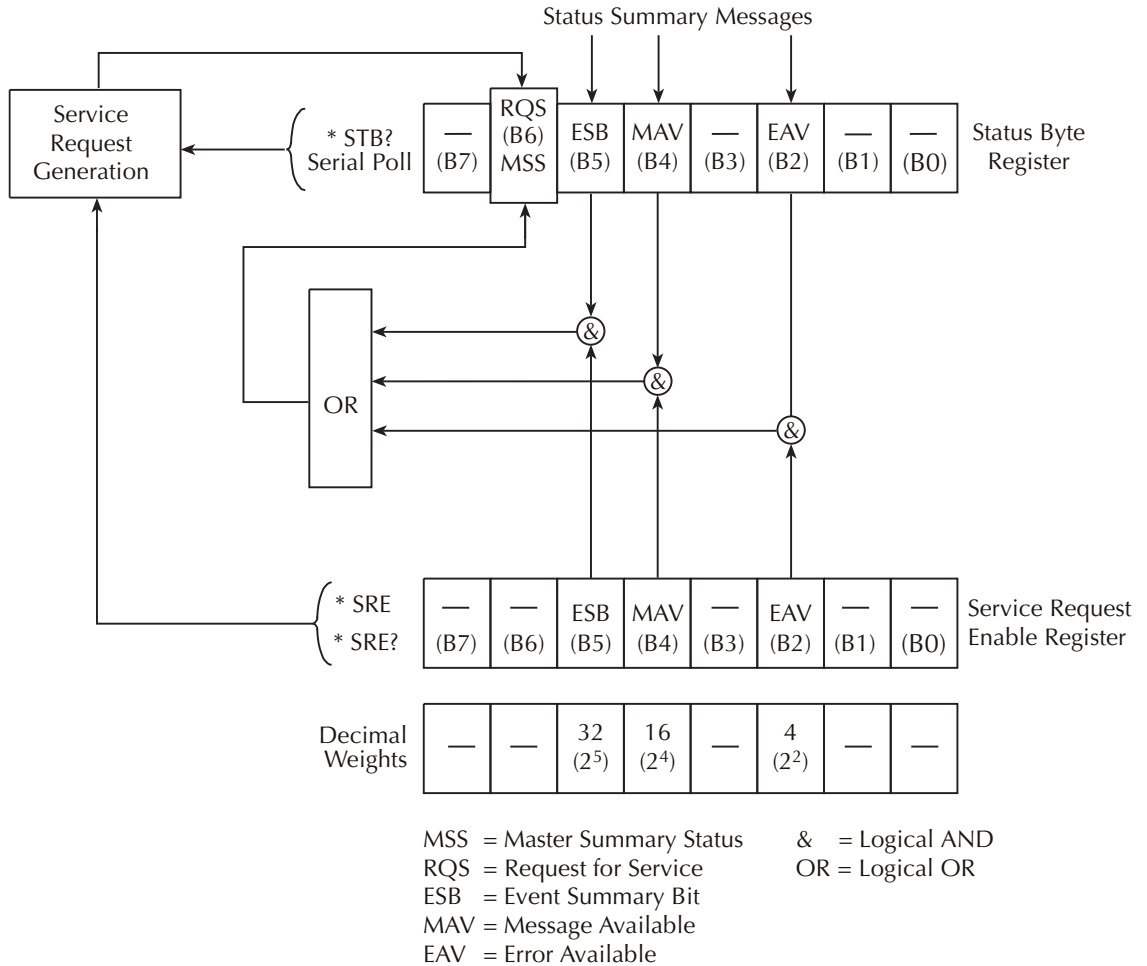 Status Summary Messages
Service
Request
Generation
* STB?
Serial Poll
—
(B7)
RQS
(B6)
MSS
ESB
(B5)
MAV
(B4)
—
(B3)
EAV
(B2)
—
(B1)
—
(B0)
Status Byte
Register
&
&
&
OR
* SRE
* SRE?
—
(B7)
—
(B6)
ESB
(B5)
MAV
(B4)
—
(B3)
EAV
(B2)
—
(B1)
—
(B0)
Service Request
Enable Register
Decimal
Weights
—
—
32
(2⁵)
16
(2⁴)
—
4
(2²)
—
—
MSS = Master Summary Status
RQS = Request for Service
ESB = Event Summary Bit
MAV = Message Available
EAV = Error Available
& = Logical AND
OR = Logical OR